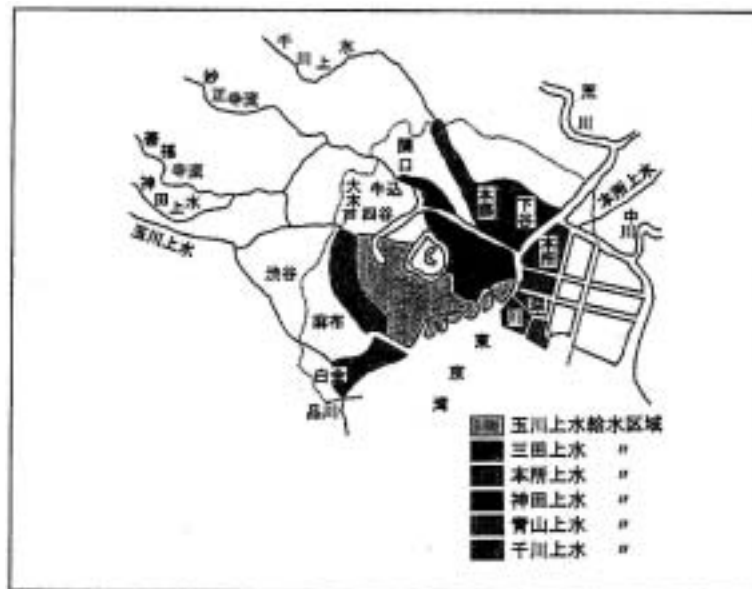 千川上水
妙正寺流
善福寺流
神田上水
玉川上水
関口
大木戸
牛込
四谷
本郷
下谷
荒川
本所上水
中川
本所
渋谷
麻布
白金
品川
東京湾
玉川上水給水区域
三田上水 〃
本所上水 〃
神田上水 〃
青山上水 〃
千川上水 〃